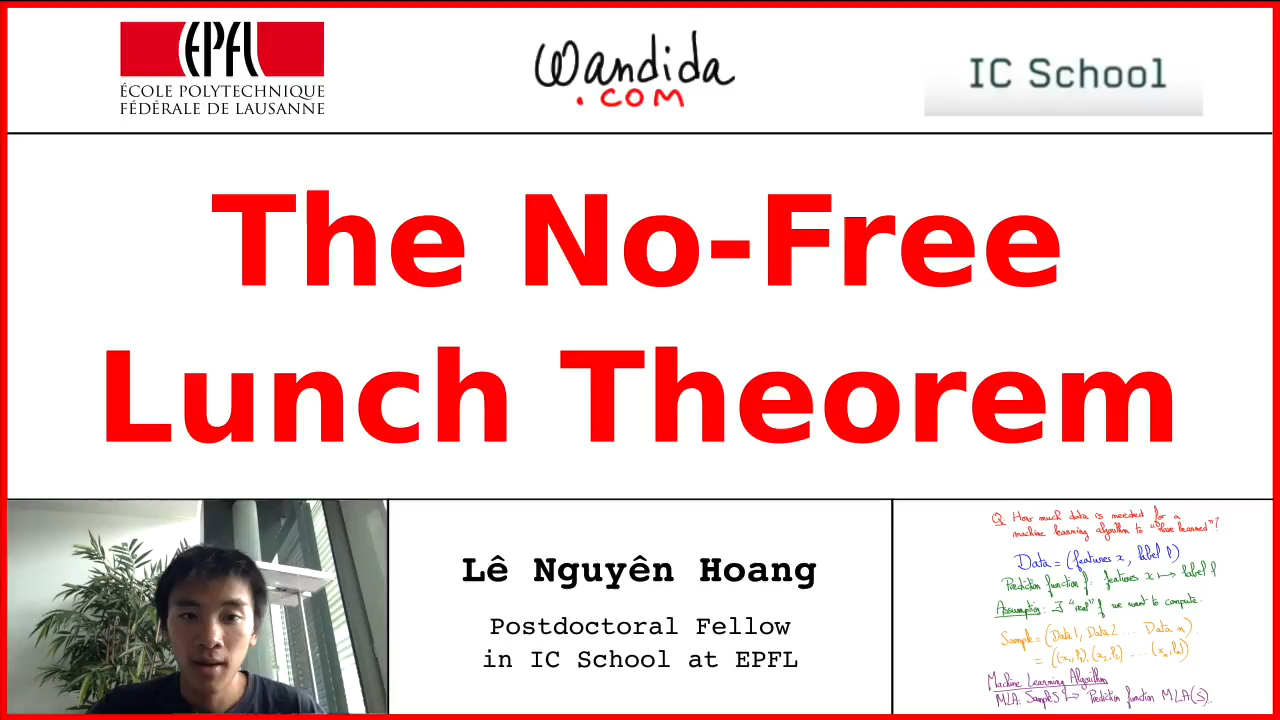 EPFL
ÉCOLE POLYTECHNIQUE
FÉDÉRALE DE LAUSANNE
Wandida
.COM
IC School
The No-Free
Lunch Theorem
Lê Nguyên Hoang
Postdoctoral Fellow
in IC School at EPFL
Q How much data is needed for a
machine learning algorithm to "have learned"?
Data = (features x, label l)
Prediction function f: features x ↦ label l
Assumption: ∃ "real" f we want to compute.
Sample = (Data 1, Data 2 ... Data n)
= ((x₁, l₁), (x₂, l₂) ... (xₙ, lₙ))
Machine Learning Algorithm
MLA: Sample S ↦ Prediction function MLA(S).